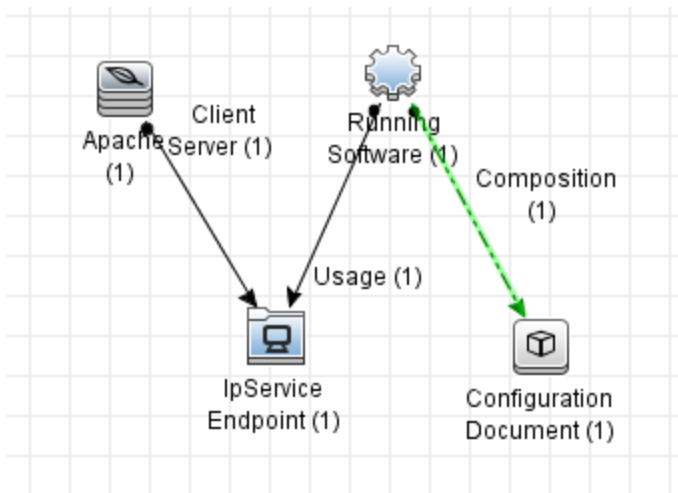 Client
Server (1)
Apache
(1)
Running
Software (1)
Composition
(1)
Usage (1)
IpService
Endpoint (1)
Configuration
Document (1)